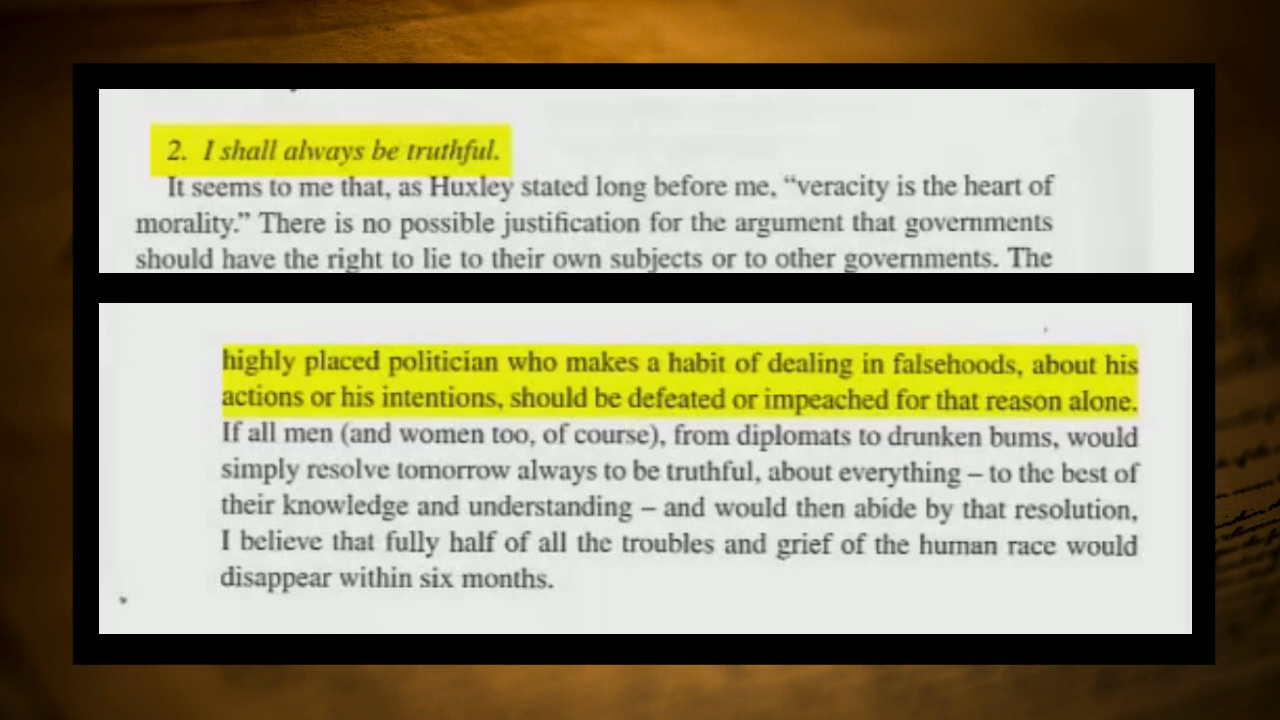 2. I shall always be truthful.
It seems to me that, as Huxley stated long before me, “veracity is the heart of
morality.” There is no possible justification for the argument that governments
should have the right to lie to their own subjects or to other governments. The
highly placed politician who makes a habit of dealing in falsehoods, about his
actions or his intentions, should be defeated or impeached for that reason alone.
If all men (and women too, of course), from diplomats to drunken bums, would
simply resolve tomorrow always to be truthful, about everything – to the best of
their knowledge and understanding – and would then abide by that resolution,
I believe that fully half of all the troubles and grief of the human race would
disappear within six months.